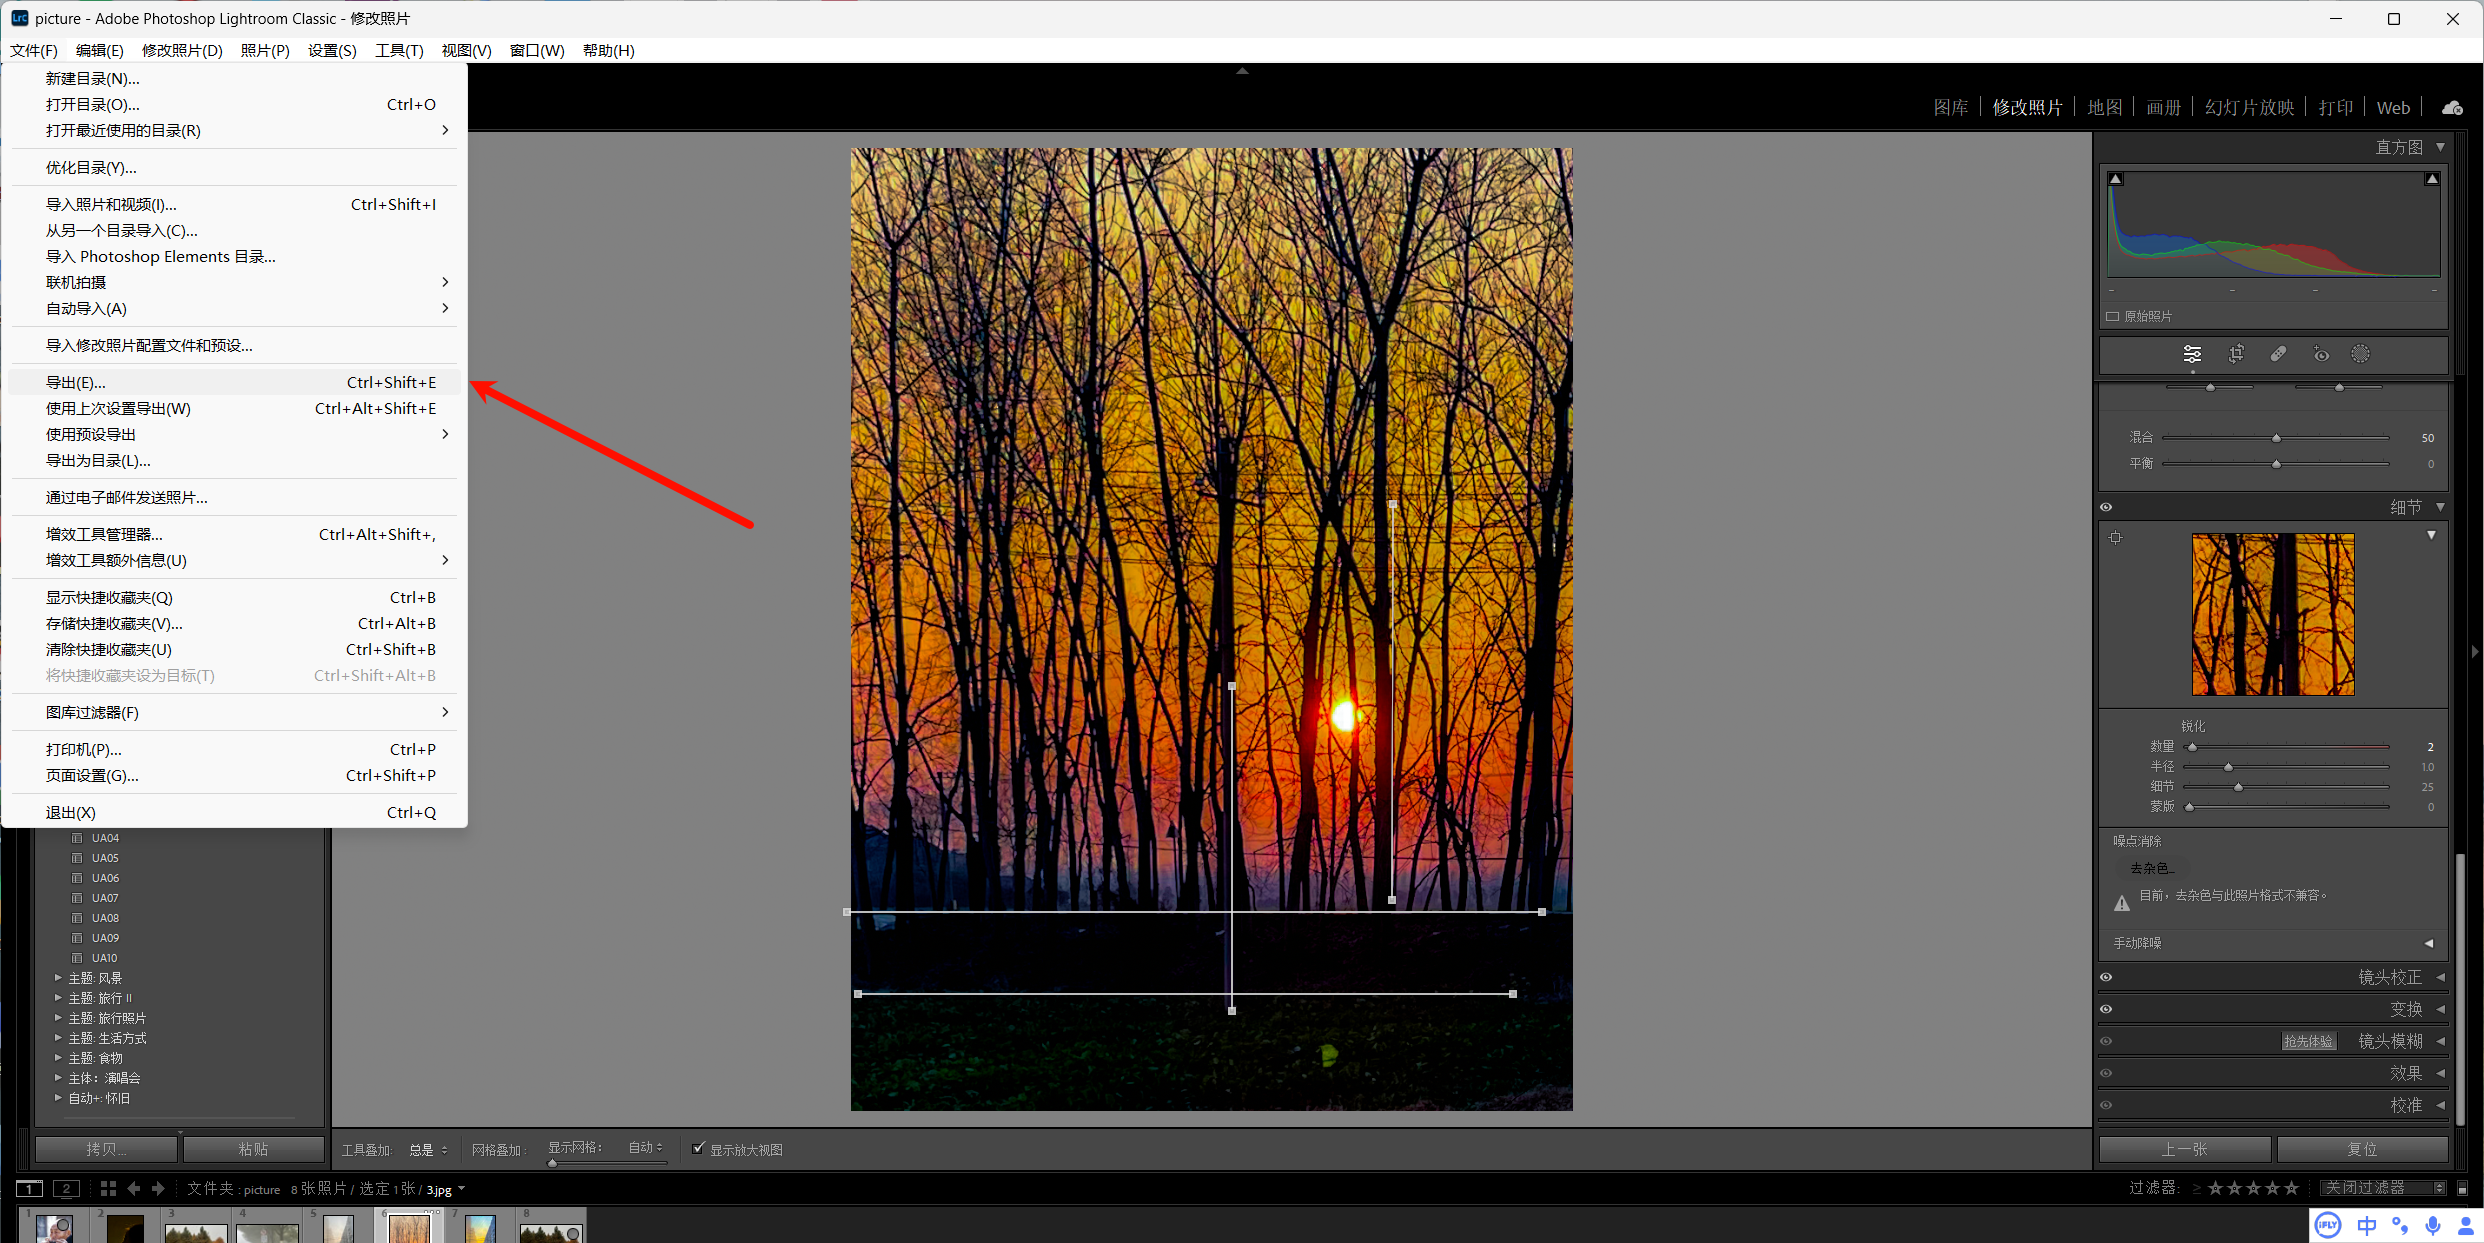 picture - Adobe Photoshop Lightroom Classic - 修改照片
文件(F) 编辑(E) 修改照片(D) 照片(P) 设置(S) 工具(T) 视图(V) 窗口(W) 帮助(H)
新建目录(N)...
打开目录(O)... Ctrl+O
打开最近使用的目录(R)
优化目录(Y)...
导入照片和视频(I)... Ctrl+Shift+I
从另一个目录导入(C)...
导入 Photoshop Elements 目录...
联机拍摄
自动导入(A)
导入修改照片配置文件和预设...
导出(E)... Ctrl+Shift+E
使用上次设置导出(W) Ctrl+Alt+Shift+E
使用预设导出
导出为目录(L)...
通过电子邮件发送照片...
增效工具管理器... Ctrl+Alt+Shift+,
增效工具额外信息(U)
显示快捷收藏夹(Q) Ctrl+B
存储快捷收藏夹(V)... Ctrl+Alt+B
清除快捷收藏夹(U) Ctrl+Shift+B
将快捷收藏夹设为目标(T) Ctrl+Shift+Alt+B
图库过滤器(F)
打印机(P)... Ctrl+P
页面设置(G)... Ctrl+Shift+P
退出(X) Ctrl+Q
UA04
UA05
UA06
UA07
UA08
UA09
UA10
主题: 风景
主题: 旅行 II
主题: 旅行照片
主题: 生活方式
主题: 食物
主体：演唱会
自动+: 怀旧
拷贝... 粘贴
图库 修改照片 地图 画册 幻灯片放映 打印 Web
直方图
原始照片
混合 50
平衡 0
细节
锐化
数量 2
半径 1.0
细节 25
蒙版 0
噪点消除
去杂色...
目前，去杂色与此照片格式不兼容。
手动降噪
镜头校正
变换
抢先体验 镜头模糊
效果
校准
上一张 复位
工具叠加: 总是 网格叠加: 显示网格: 自动 显示放大视图
1 2 文件夹 : picture 8 张照片 / 选定 1 张 / 3.jpg
过滤器: ≥ 关闭过滤器
1 2 3 4 5 6 7 8
iFLY 中